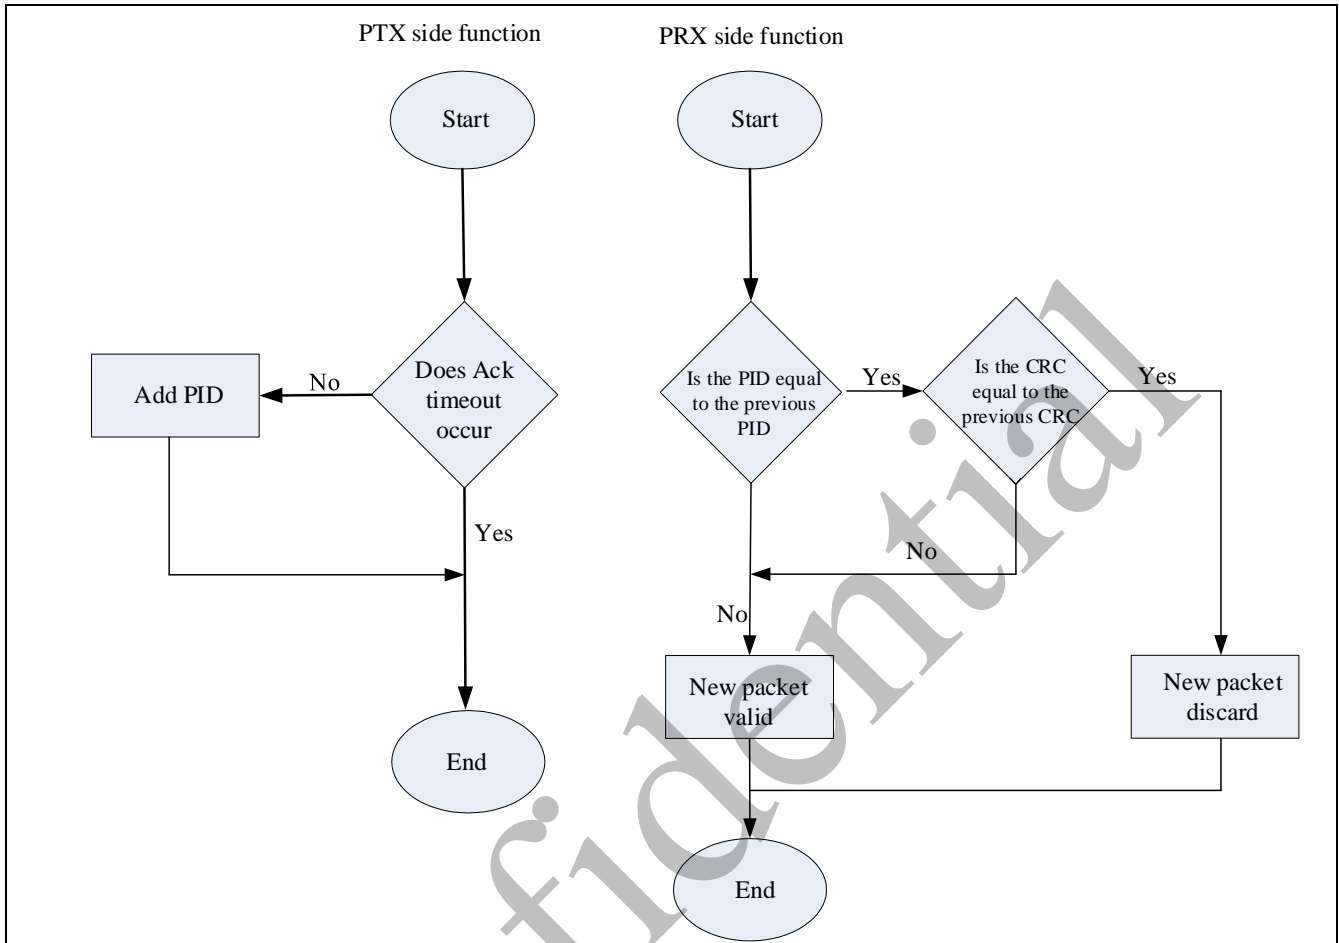 PTX side function
Start
Does Ack
timeout
occur
No
Add PID
Yes
End
PRX side function
Start
Is the PID equal
to the previous
PID
Yes
Is the CRC
equal to the
previous CRC
Yes
No
No
New packet
valid
New packet
discard
End
fidential